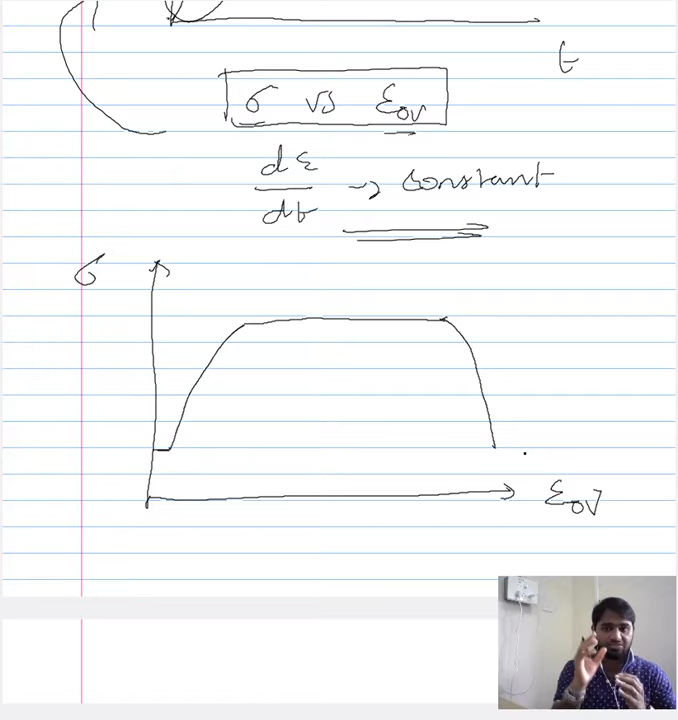 t
σ vs ε_ov
dε/dt → constant
σ
ε_ov